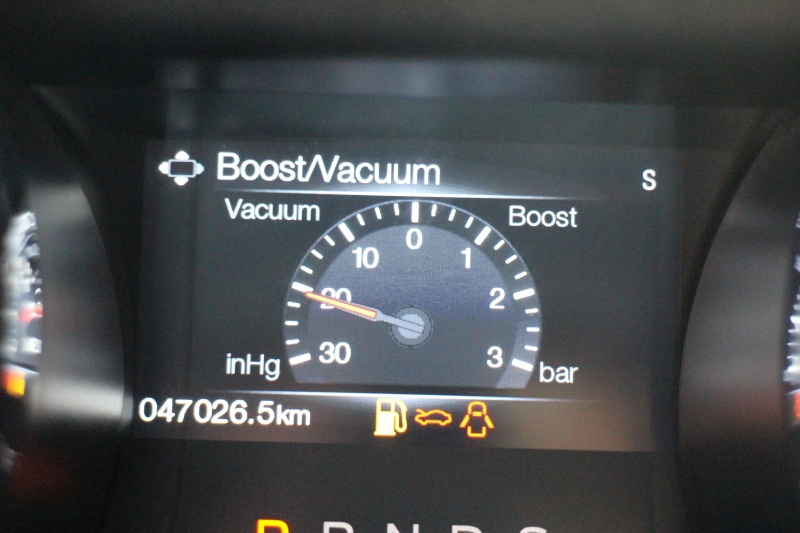 Boost/Vacuum
S
Vacuum
Boost
0
10
1
20
2
30
3
inHg
bar
047026.5km
P R N D S